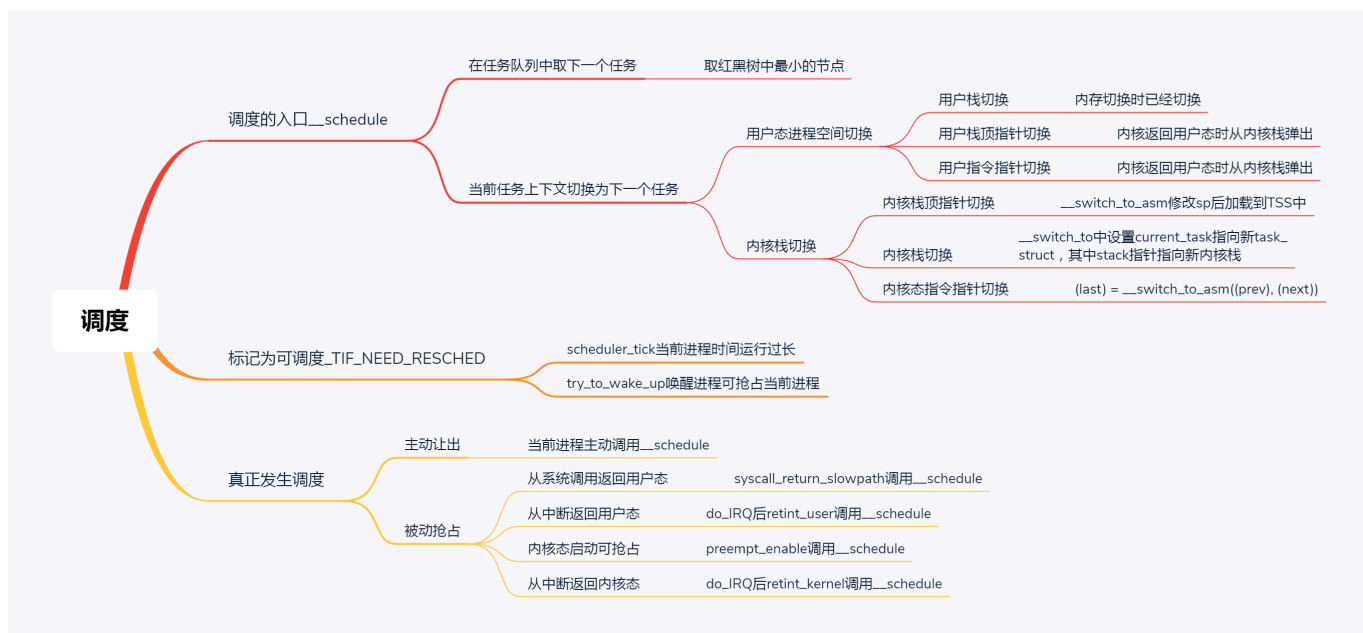 调度
调度的入口__schedule
在任务队列中取下一个任务
取红黑树中最小的节点
当前任务上下文切换为下一个任务
用户态进程空间切换
用户栈切换
内存切换时已经切换
用户栈顶指针切换
内核返回用户态时从内核栈弹出
用户指令指针切换
内核返回用户态时从内核栈弹出
内核栈切换
内核栈顶指针切换
__switch_to_asm修改sp后加载到TSS中
内核栈切换
__switch_to中设置current_task指向新task_
struct，其中stack指针指向新内核栈
内核态指令指针切换
(last) = __switch_to_asm((prev), (next))
标记为可调度_TIF_NEED_RESCHED
scheduler_tick当前进程时间运行过长
try_to_wake_up唤醒进程可抢占当前进程
真正发生调度
主动让出
当前进程主动调用__schedule
被动抢占
从系统调用返回用户态
syscall_return_slowpath调用__schedule
从中断返回用户态
do_IRQ后retint_user调用__schedule
内核态启动可抢占
preempt_enable调用__schedule
从中断返回内核态
do_IRQ后retint_kernel调用__schedule